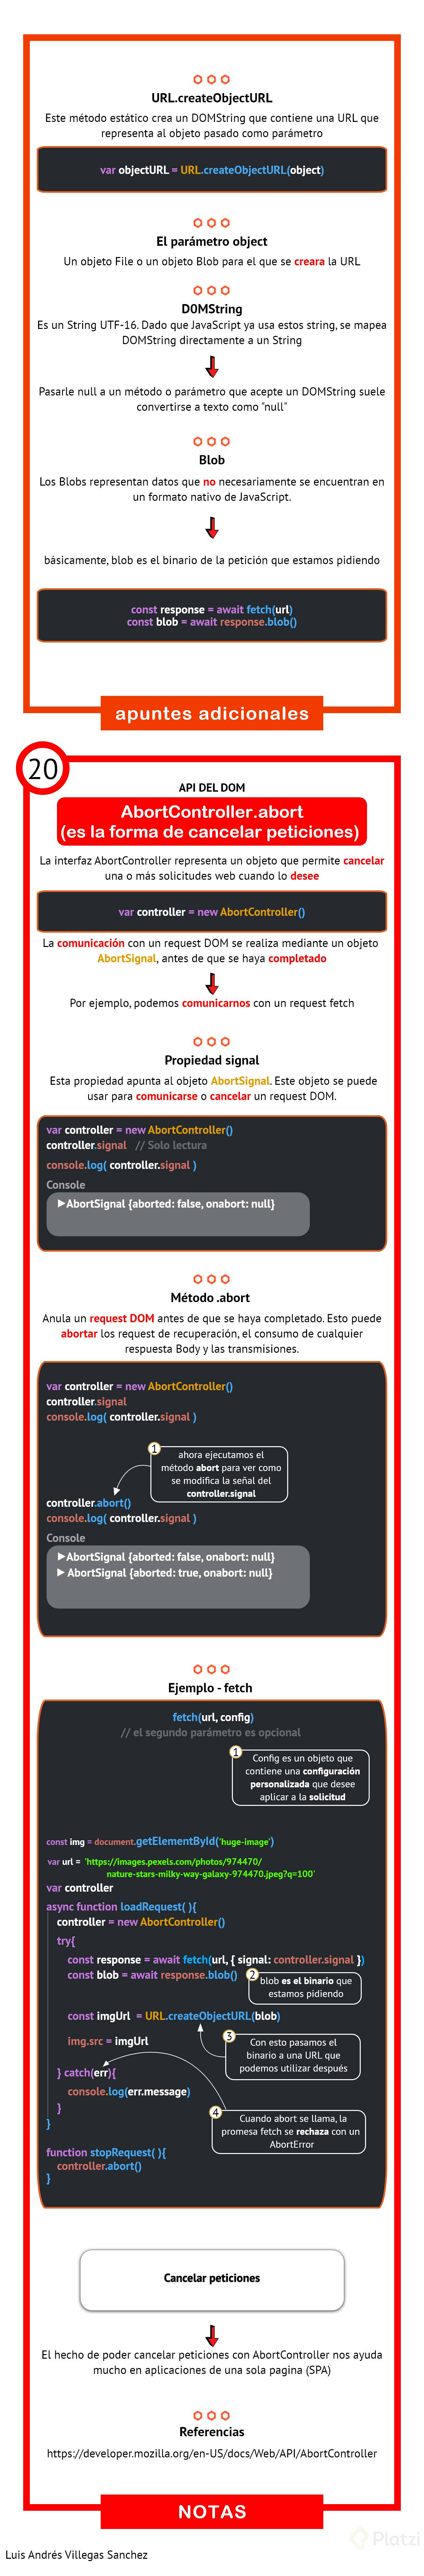 URL.createObjectURL
Este método estático crea un DOMString que contiene una URL que
representa al objeto pasado como parámetro
var objectURL = URL.createObjectURL(object)
El parámetro object
Un objeto File o un objeto Blob para el que se creara la URL
D0MString
Es un String UTF-16. Dado que JavaScript ya usa estos string, se mapea
DOMString directamente a un String
Pasarle null a un método o parámetro que acepte un DOMString suele
convertirse a texto como "null"
Blob
Los Blobs representan datos que no necesariamente se encuentran en
un formato nativo de JavaScript.
básicamente, blob es el binario de la petición que estamos pidiendo
const response = await fetch(url)
const blob = await response.blob()
apuntes adicionales
20
API DEL DOM
AbortController.abort
(es la forma de cancelar peticiones)
La interfaz AbortController representa un objeto que permite cancelar
una o más solicitudes web cuando lo desee
var controller = new AbortController()
La comunicación con un request DOM se realiza mediante un objeto
AbortSignal, antes de que se haya completado
Por ejemplo, podemos comunicarnos con un request fetch
Propiedad signal
Esta propiedad apunta al objeto AbortSignal. Este objeto se puede
usar para comunicarse o cancelar un request DOM.
var controller = new AbortController()
controller.signal // Solo lectura
console.log( controller.signal )
Console
▶AbortSignal {aborted: false, onabort: null}
Método .abort
Anula un request DOM antes de que se haya completado. Esto puede
abortar los request de recuperación, el consumo de cualquier
respuesta Body y las transmisiones.
var controller = new AbortController()
controller.signal
console.log( controller.signal )
1
ahora ejecutamos el
método abort para ver como
se modifica la señal del
controller.signal
controller.abort()
console.log( controller.signal )
Console
▶AbortSignal {aborted: false, onabort: null}
▶ AbortSignal {aborted: true, onabort: null}
Ejemplo - fetch
fetch(url, config)
// el segundo parámetro es opcional
1
Config es un objeto que
contiene una configuración
personalizada que desee
aplicar a la solicitud
const img = document.getElementById('huge-image')
var url = 'https://images.pexels.com/photos/974470/
nature-stars-milky-way-galaxy-974470.jpeg?q=100'
var controller
async function loadRequest( ){
controller = new AbortController()
try{
const response = await fetch(url, { signal: controller.signal })
const blob = await response.blob()
2
blob es el binario que
estamos pidiendo
const imgUrl = URL.createObjectURL(blob)
3
Con esto pasamos el
binario a una URL que
podemos utilizar después
img.src = imgUrl
} catch(err){
console.log(err.message)
}
4
Cuando abort se llama, la
promesa fetch se rechaza con un
AbortError
}
function stopRequest( ){
controller.abort()
}
Cancelar peticiones
El hecho de poder cancelar peticiones con AbortController nos ayuda
mucho en aplicaciones de una sola pagina (SPA)
Referencias
https://developer.mozilla.org/en-US/docs/Web/API/AbortController
NOTAS
Platzi
Luis Andrés Villegas Sanchez